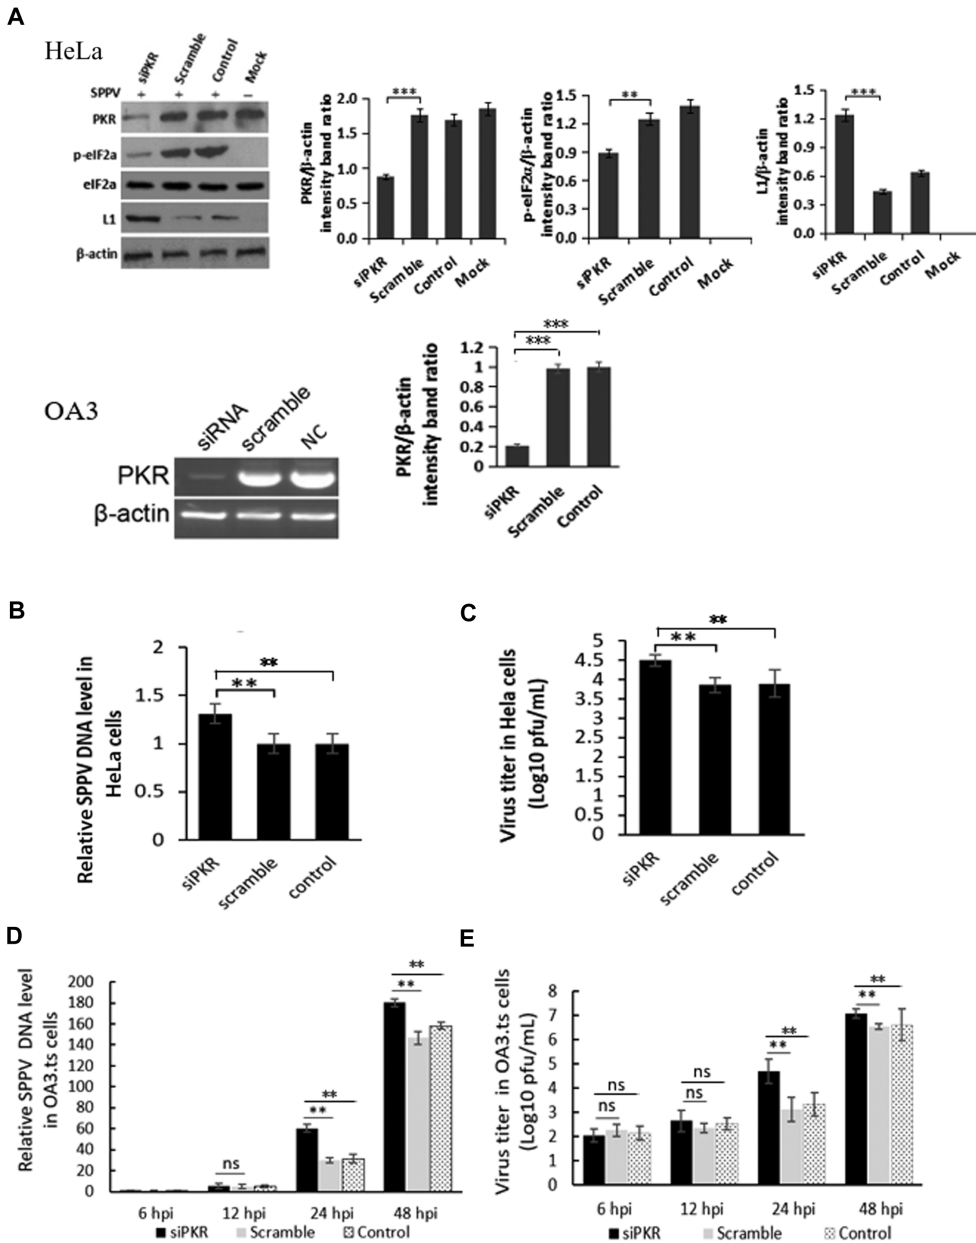 A
HeLa
siPKR
Scramble
Control
Mock
SPPV + + + −
PKR
p-eIF2a
eIF2a
L1
β-actin
PKR/β-actin
intensity band ratio
2.0
1.5
1.0
0.5
0.0
***
siPKR
Scramble
Control
Mock
p-eIF2α/β-actin
intensity band ratio
1.5
1.2
0.9
0.6
0.3
0.0
**
siPKR
Scramble
Control
Mock
L1/β-actin
intensity band ratio
1.5
1.2
0.9
0.6
0.3
0.0
***
siPKR
Scramble
Control
Mock
OA3
siRNA
scramble
NC
PKR
β-actin
PKR/β-actin
intensity band ratio
1.2
1
0.8
0.6
0.4
0.2
0
***
***
siPKR
Scramble
Control
B
Relative SPPV DNA level in
HeLa cells
2
1.5
1
0.5
0
**
**
siPKR
scramble
control
C
Virus titer in Hela cells
(Log10 pfu/mL)
5
4.5
4
3.5
3
2.5
2
1.5
1
0.5
0
**
**
siPKR
scramble
control
D
Relative SPPV DNA level
in OA3.ts cells
200
180
160
140
120
100
80
60
40
20
0
ns
**
**
**
**
6 hpi 12 hpi 24 hpi 48 hpi
siPKR Scramble Control
E
Virus titer in OA3.ts cells
(Log10 pfu/mL)
8
7
6
5
4
3
2
1
0
ns
ns
ns
ns
**
**
**
**
6 hpi 12 hpi 24 hpi 48 hpi
siPKR Scramble Control